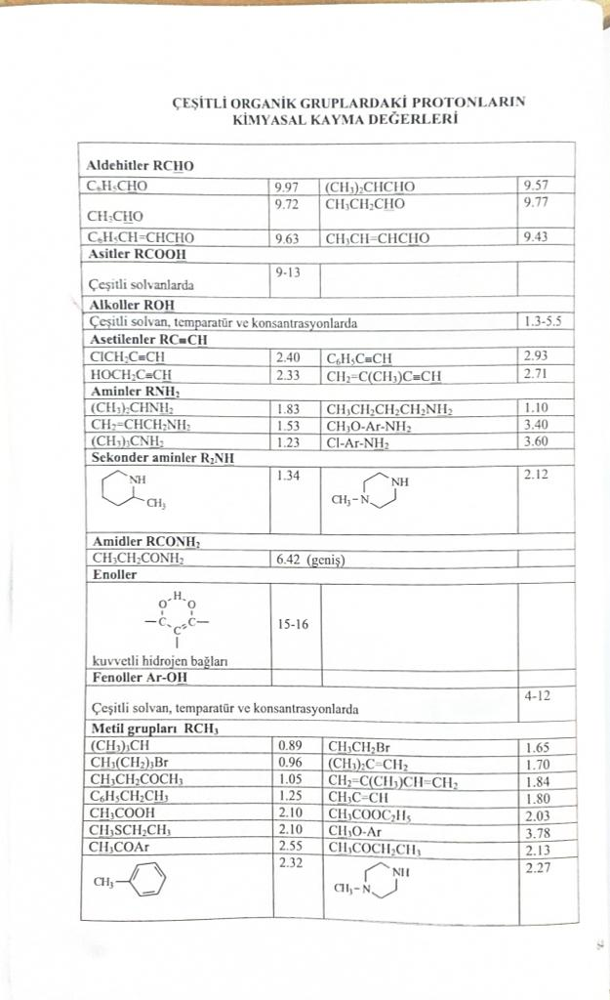 ÇEŞİTLİ ORGANİK GRUPLARDAKİ PROTONLARIN
KİMYASAL KAYMA DEĞERLERİ
Aldehitler RCHO
C₆H₅CHO 9.97 (CH₃)₂CHCHO 9.57
CH₃CHO 9.72 CH₃CH₂CHO 9.77
C₆H₅CH=CHCHO 9.63 CH₃CH=CHCHO 9.43
Asitler RCOOH
Çeşitli solvanlarda 9-13
Alkoller ROH
Çeşitli solvan, temparatür ve konsantrasyonlarda 1.3-5.5
Asetilenler RC≡CH
ClCH₂C≡CH 2.40 C₆H₅C≡CH 2.93
HOCH₂C≡CH 2.33 CH₂=C(CH₃)C≡CH 2.71
Aminler RNH₂
(CH₃)₂CHNH₂ 1.83 CH₃CH₂CH₂CH₂NH₂ 1.10
CH₂=CHCH₂NH₂ 1.53 CH₃O-Ar-NH₂ 3.40
(CH₃)₃CNH₂ 1.23 Cl-Ar-NH₂ 3.60
Sekonder aminler R₂NH
NH CH₃ 1.34 NH CH₃-N 2.12
Amidler RCONH₂
CH₃CH₂CONH₂ 6.42 (geniş)
Enoller
H
O O
-C C-
C
15-16
kuvvetli hidrojen bağları
Fenoller Ar-OH
Çeşitli solvan, temparatür ve konsantrasyonlarda 4-12
Metil grupları RCH₃
(CH₃)₃CH 0.89 CH₃CH₂Br 1.65
CH₃(CH₂)₃Br 0.96 (CH₃)₂C=CH₂ 1.70
CH₃CH₂COCH₃ 1.05 CH₂=C(CH₃)CH=CH₂ 1.84
C₆H₅CH₂CH₃ 1.25 CH₃C=CH 1.80
CH₃COOH 2.10 CH₃COOC₂H₅ 2.03
CH₃SCH₂CH₃ 2.10 CH₃O-Ar 3.78
CH₃COAr 2.55 CH₃COCH₂CH₃ 2.13
CH₃ 2.32 NH CH₃-N 2.27